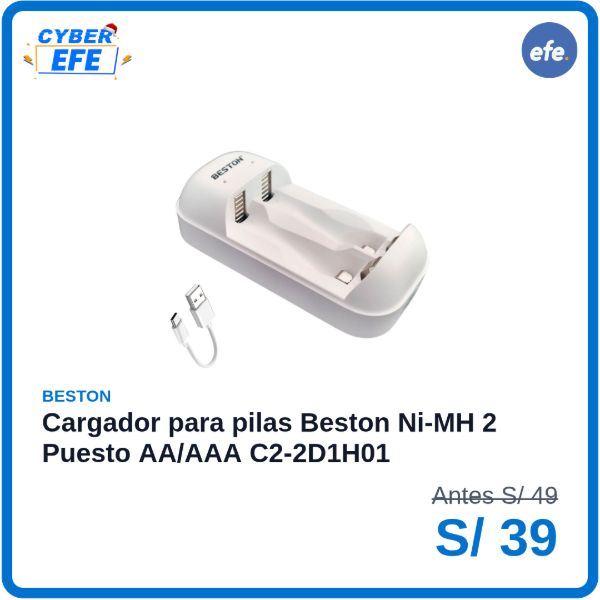 CYBER
EFE
efe.
BESTON
BESTON
Cargador para pilas Beston Ni-MH 2
Puesto AA/AAA C2-2D1H01
Antes S/ 49
S/ 39